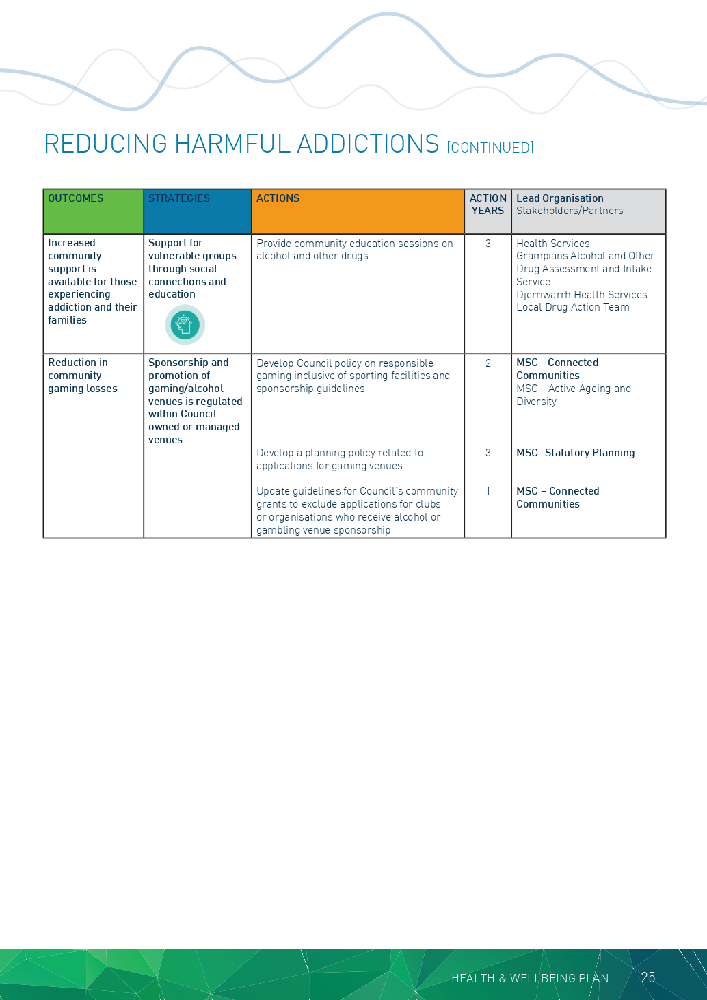 REDUCING HARMFUL ADDICTIONS [CONTINUED]
OUTCOMES
STRATEGIES
ACTIONS
ACTION
YEARS
Lead Organisation
Stakeholders/Partners
Increased
community
support is
available for those
experiencing
addiction and their
families
Support for
vulnerable groups
through social
connections and
education
Provide community education sessions on
alcohol and other drugs
3
Health Services
Grampians Alcohol and Other
Drug Assessment and Intake
Service
Djerriwarrh Health Services -
Local Drug Action Team
Reduction in
community
gaming losses
Sponsorship and
promotion of
gaming/alcohol
venues is regulated
within Council
owned or managed
venues
Develop Council policy on responsible
gaming inclusive of sporting facilities and
sponsorship guidelines
2
MSC - Connected
Communities
MSC - Active Ageing and
Diversity
Develop a planning policy related to
applications for gaming venues
3
MSC- Statutory Planning
Update guidelines for Council's community
grants to exclude applications for clubs
or organisations who receive alcohol or
gambling venue sponsorship
1
MSC – Connected
Communities
HEALTH & WELLBEING PLAN 25